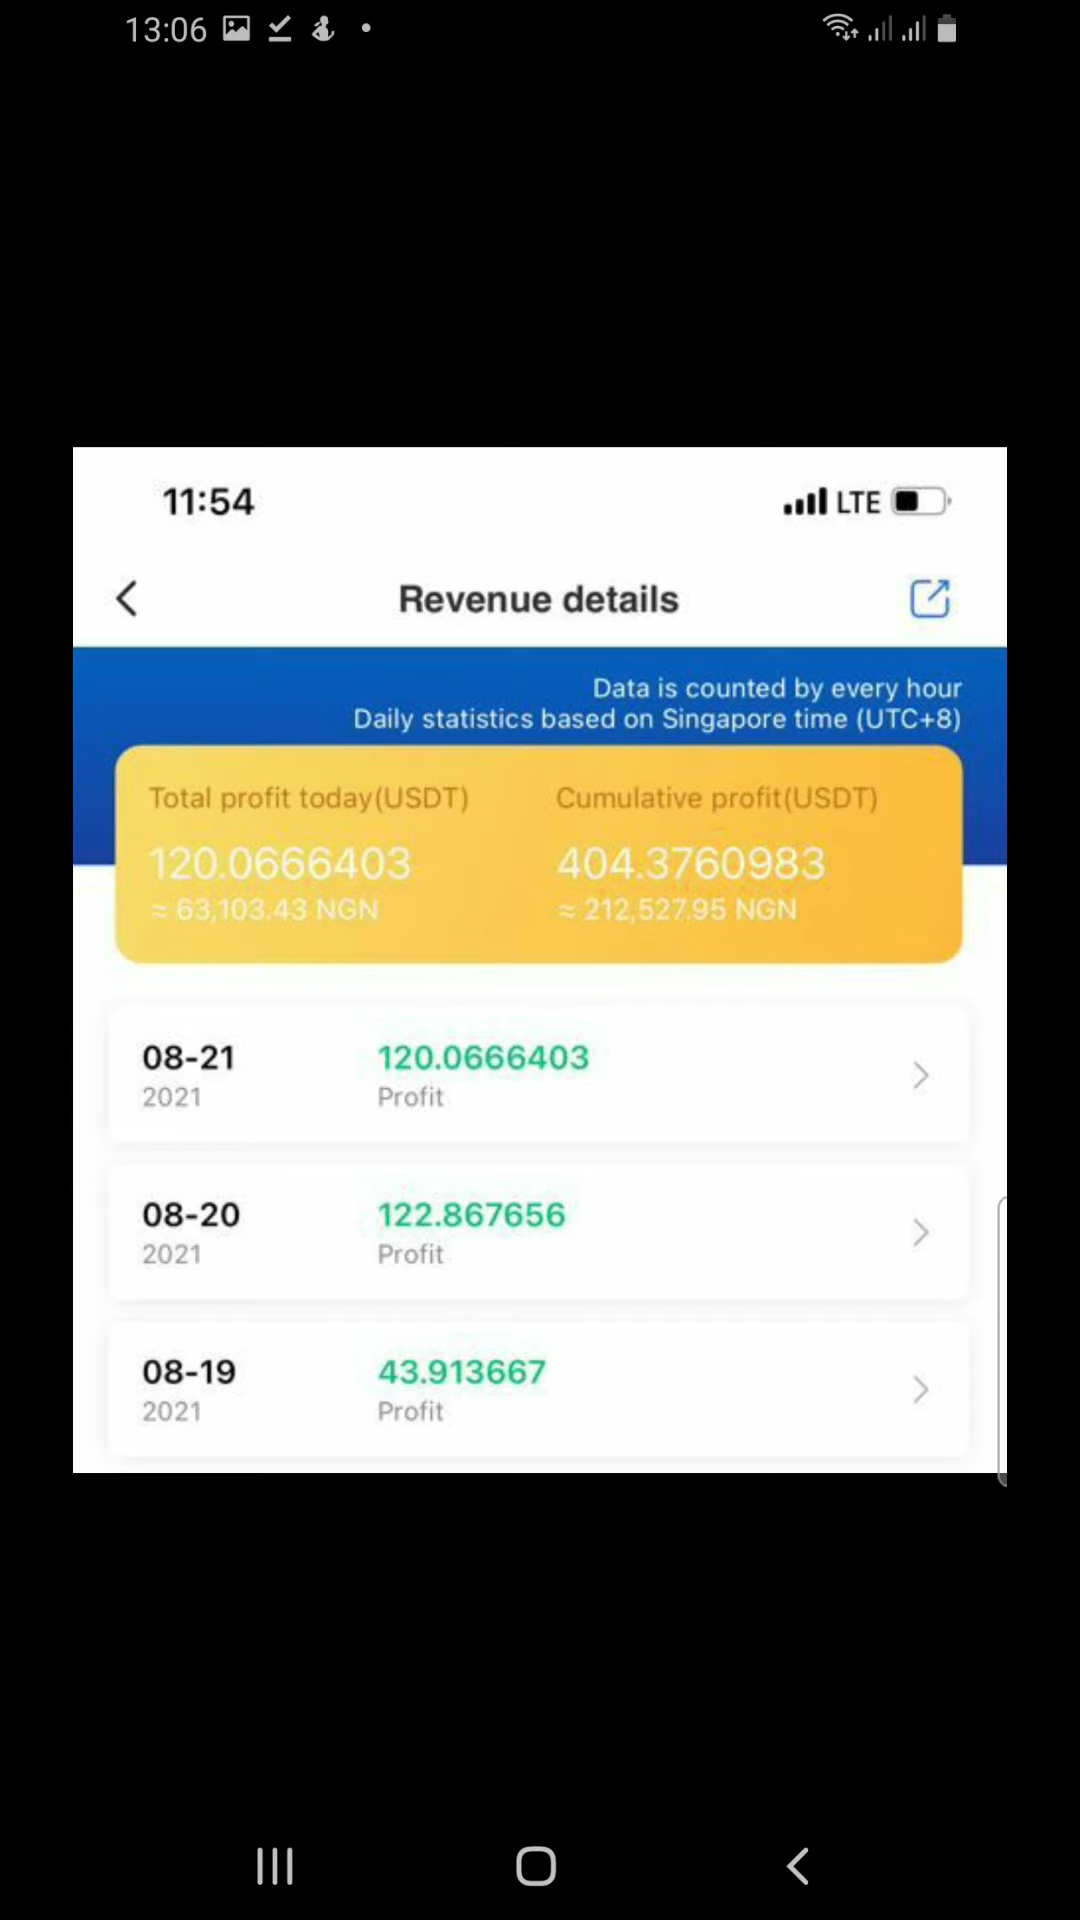 13:06
11:54
LTE
Revenue details
Data is counted by every hour
Daily statistics based on Singapore time (UTC+8)
Total profit today(USDT)
Cumulative profit(USDT)
120.0666403
404.3760983
≈ 63,103.43 NGN
≈ 212,527.95 NGN
08-21
120.0666403
2021
Profit
08-20
122.867656
2021
Profit
08-19
43.913667
2021
Profit